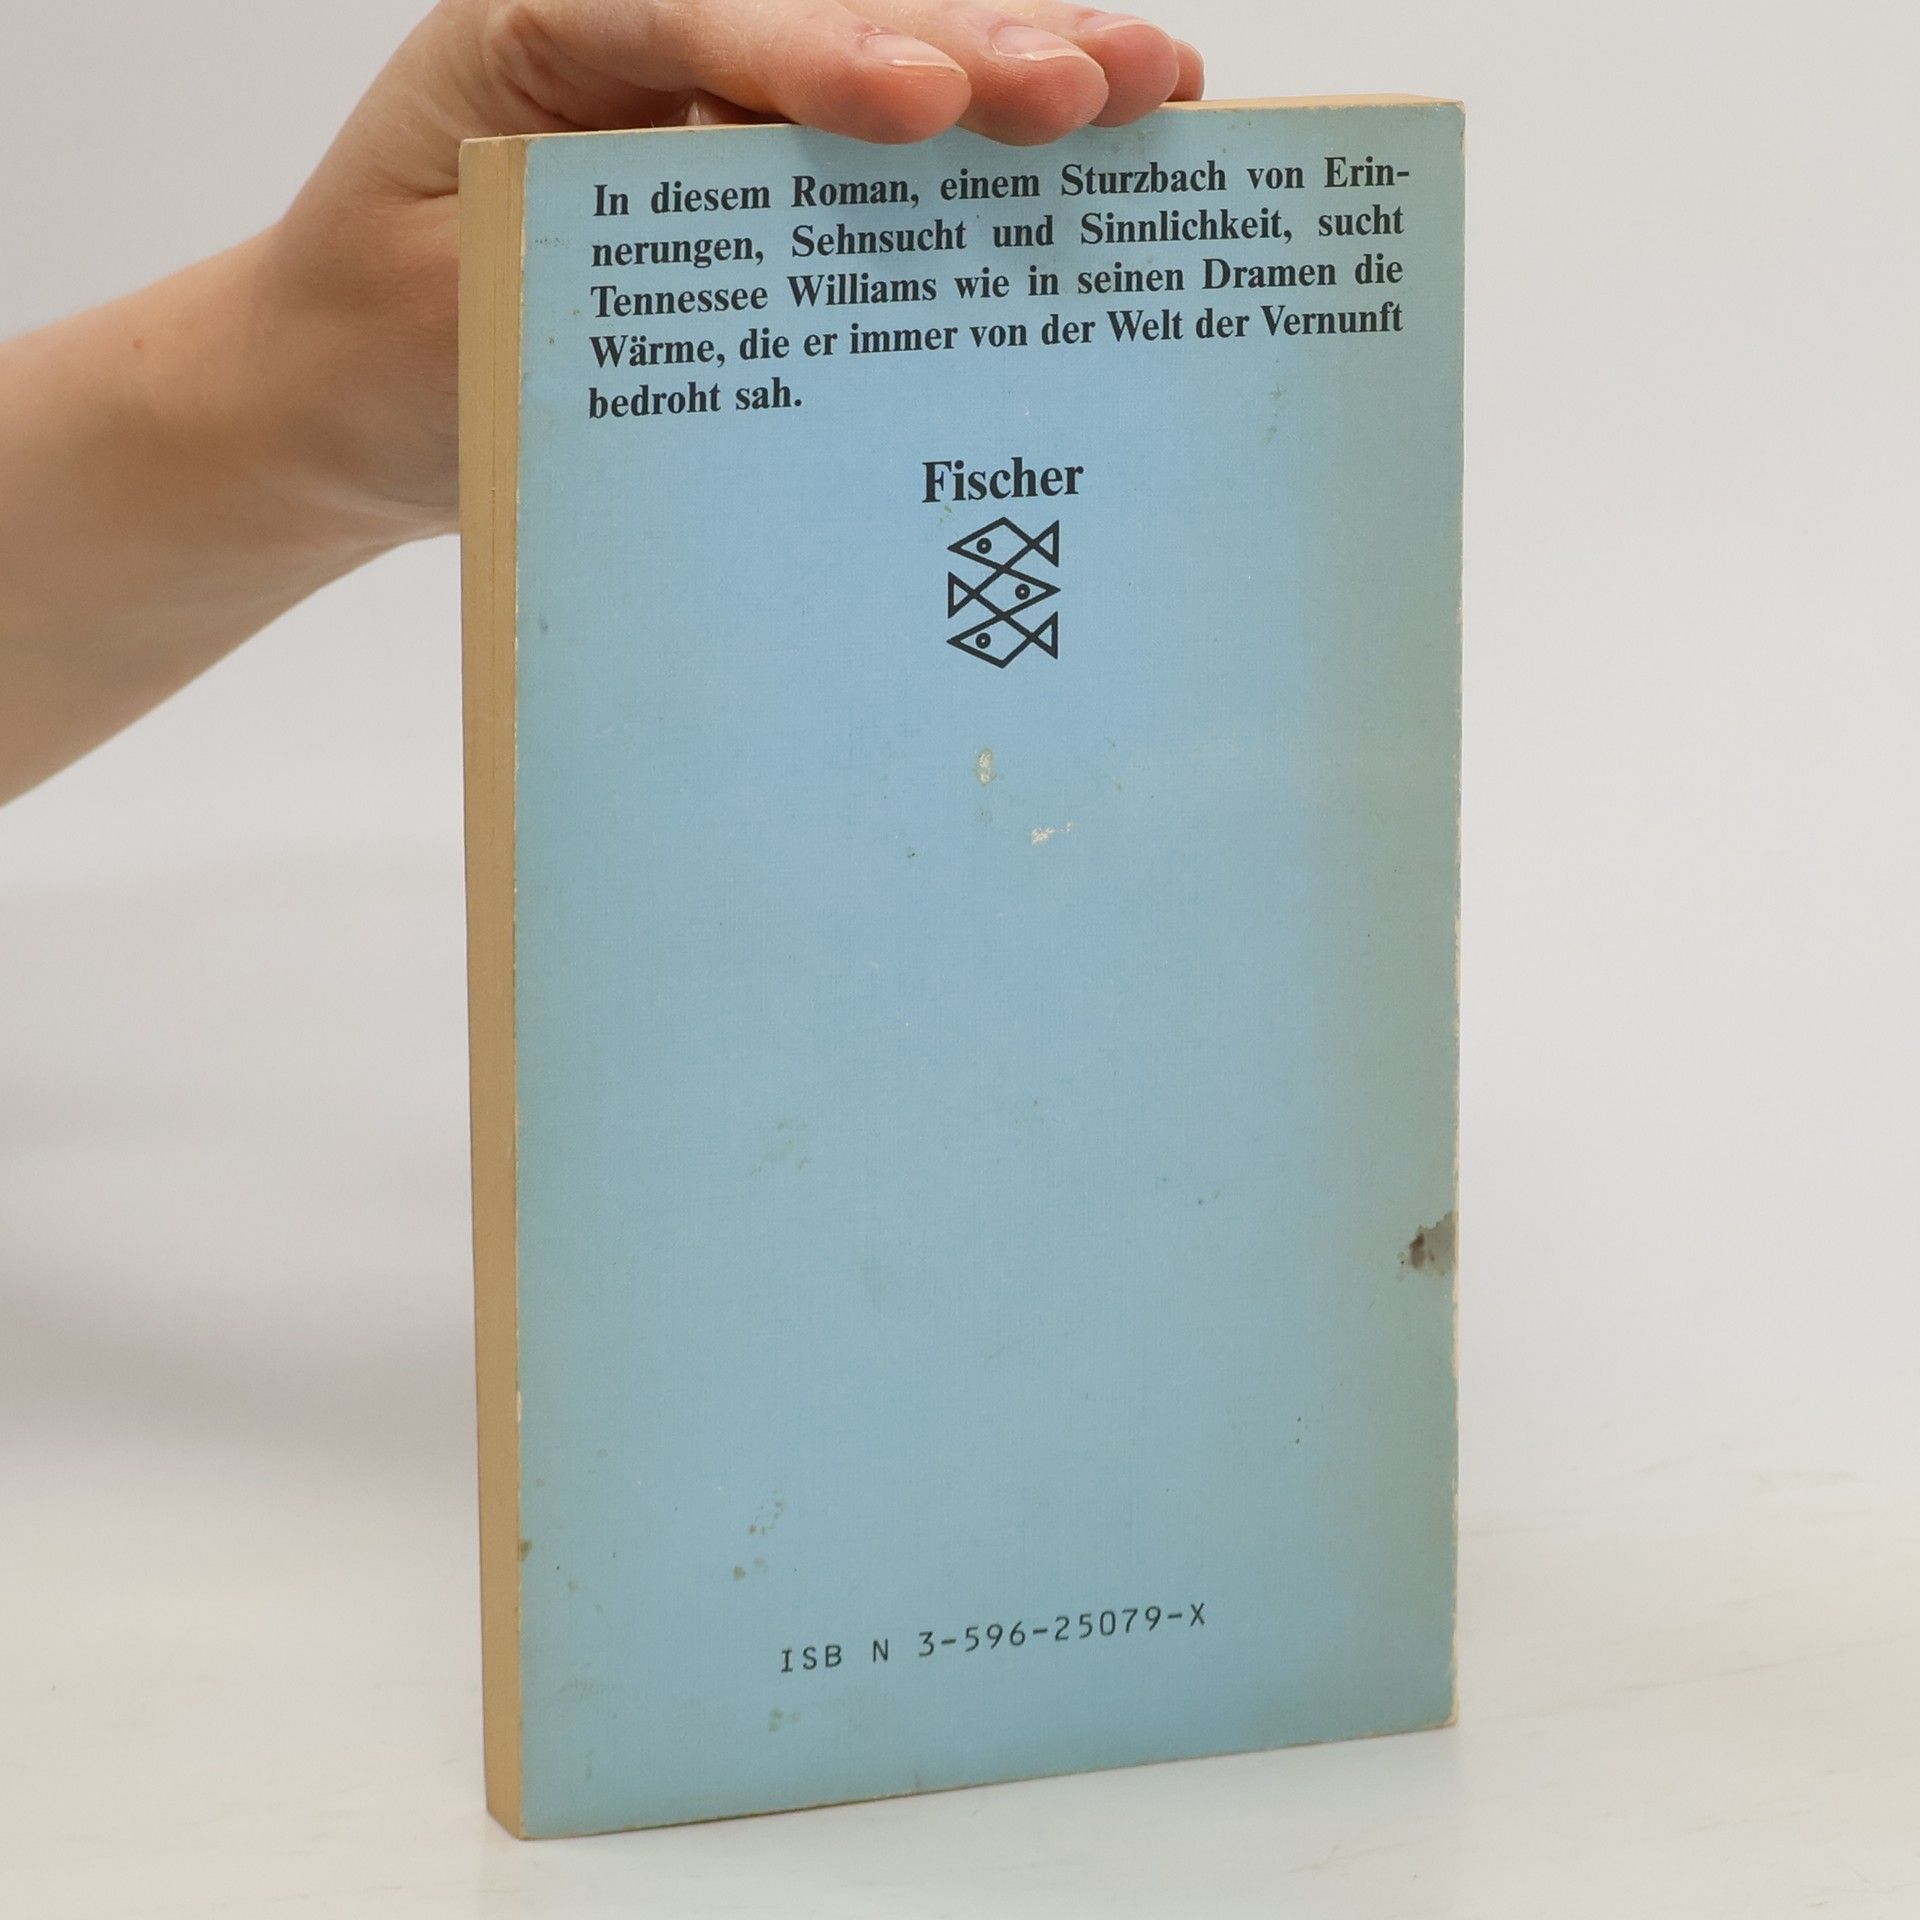 In diesem Roman, einem Sturzbach von Erin-
nerungen, Sehnsucht und Sinnlichkeit, sucht
Tennessee Williams wie in seinen Dramen die
Wärme, die er immer von der Welt der Vernunft
bedroht sah.
Fischer
ISB N 3-596-25079-X